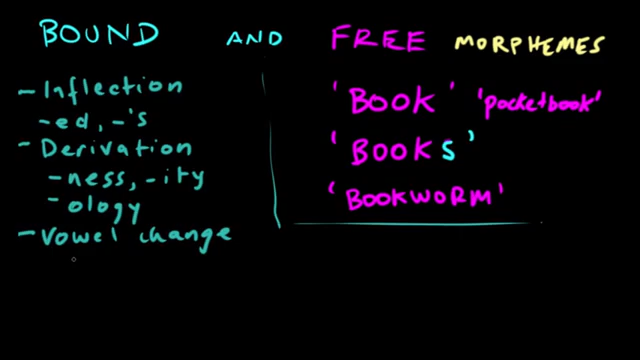 BOUND AND FREE MORPHEMES
- Inflection
-ed, -'s
- Derivation
-ness, -ity
-ology
- Vowel change
'BOOK' 'pocketbook'
'BOOKS'
'BOOKWORM'